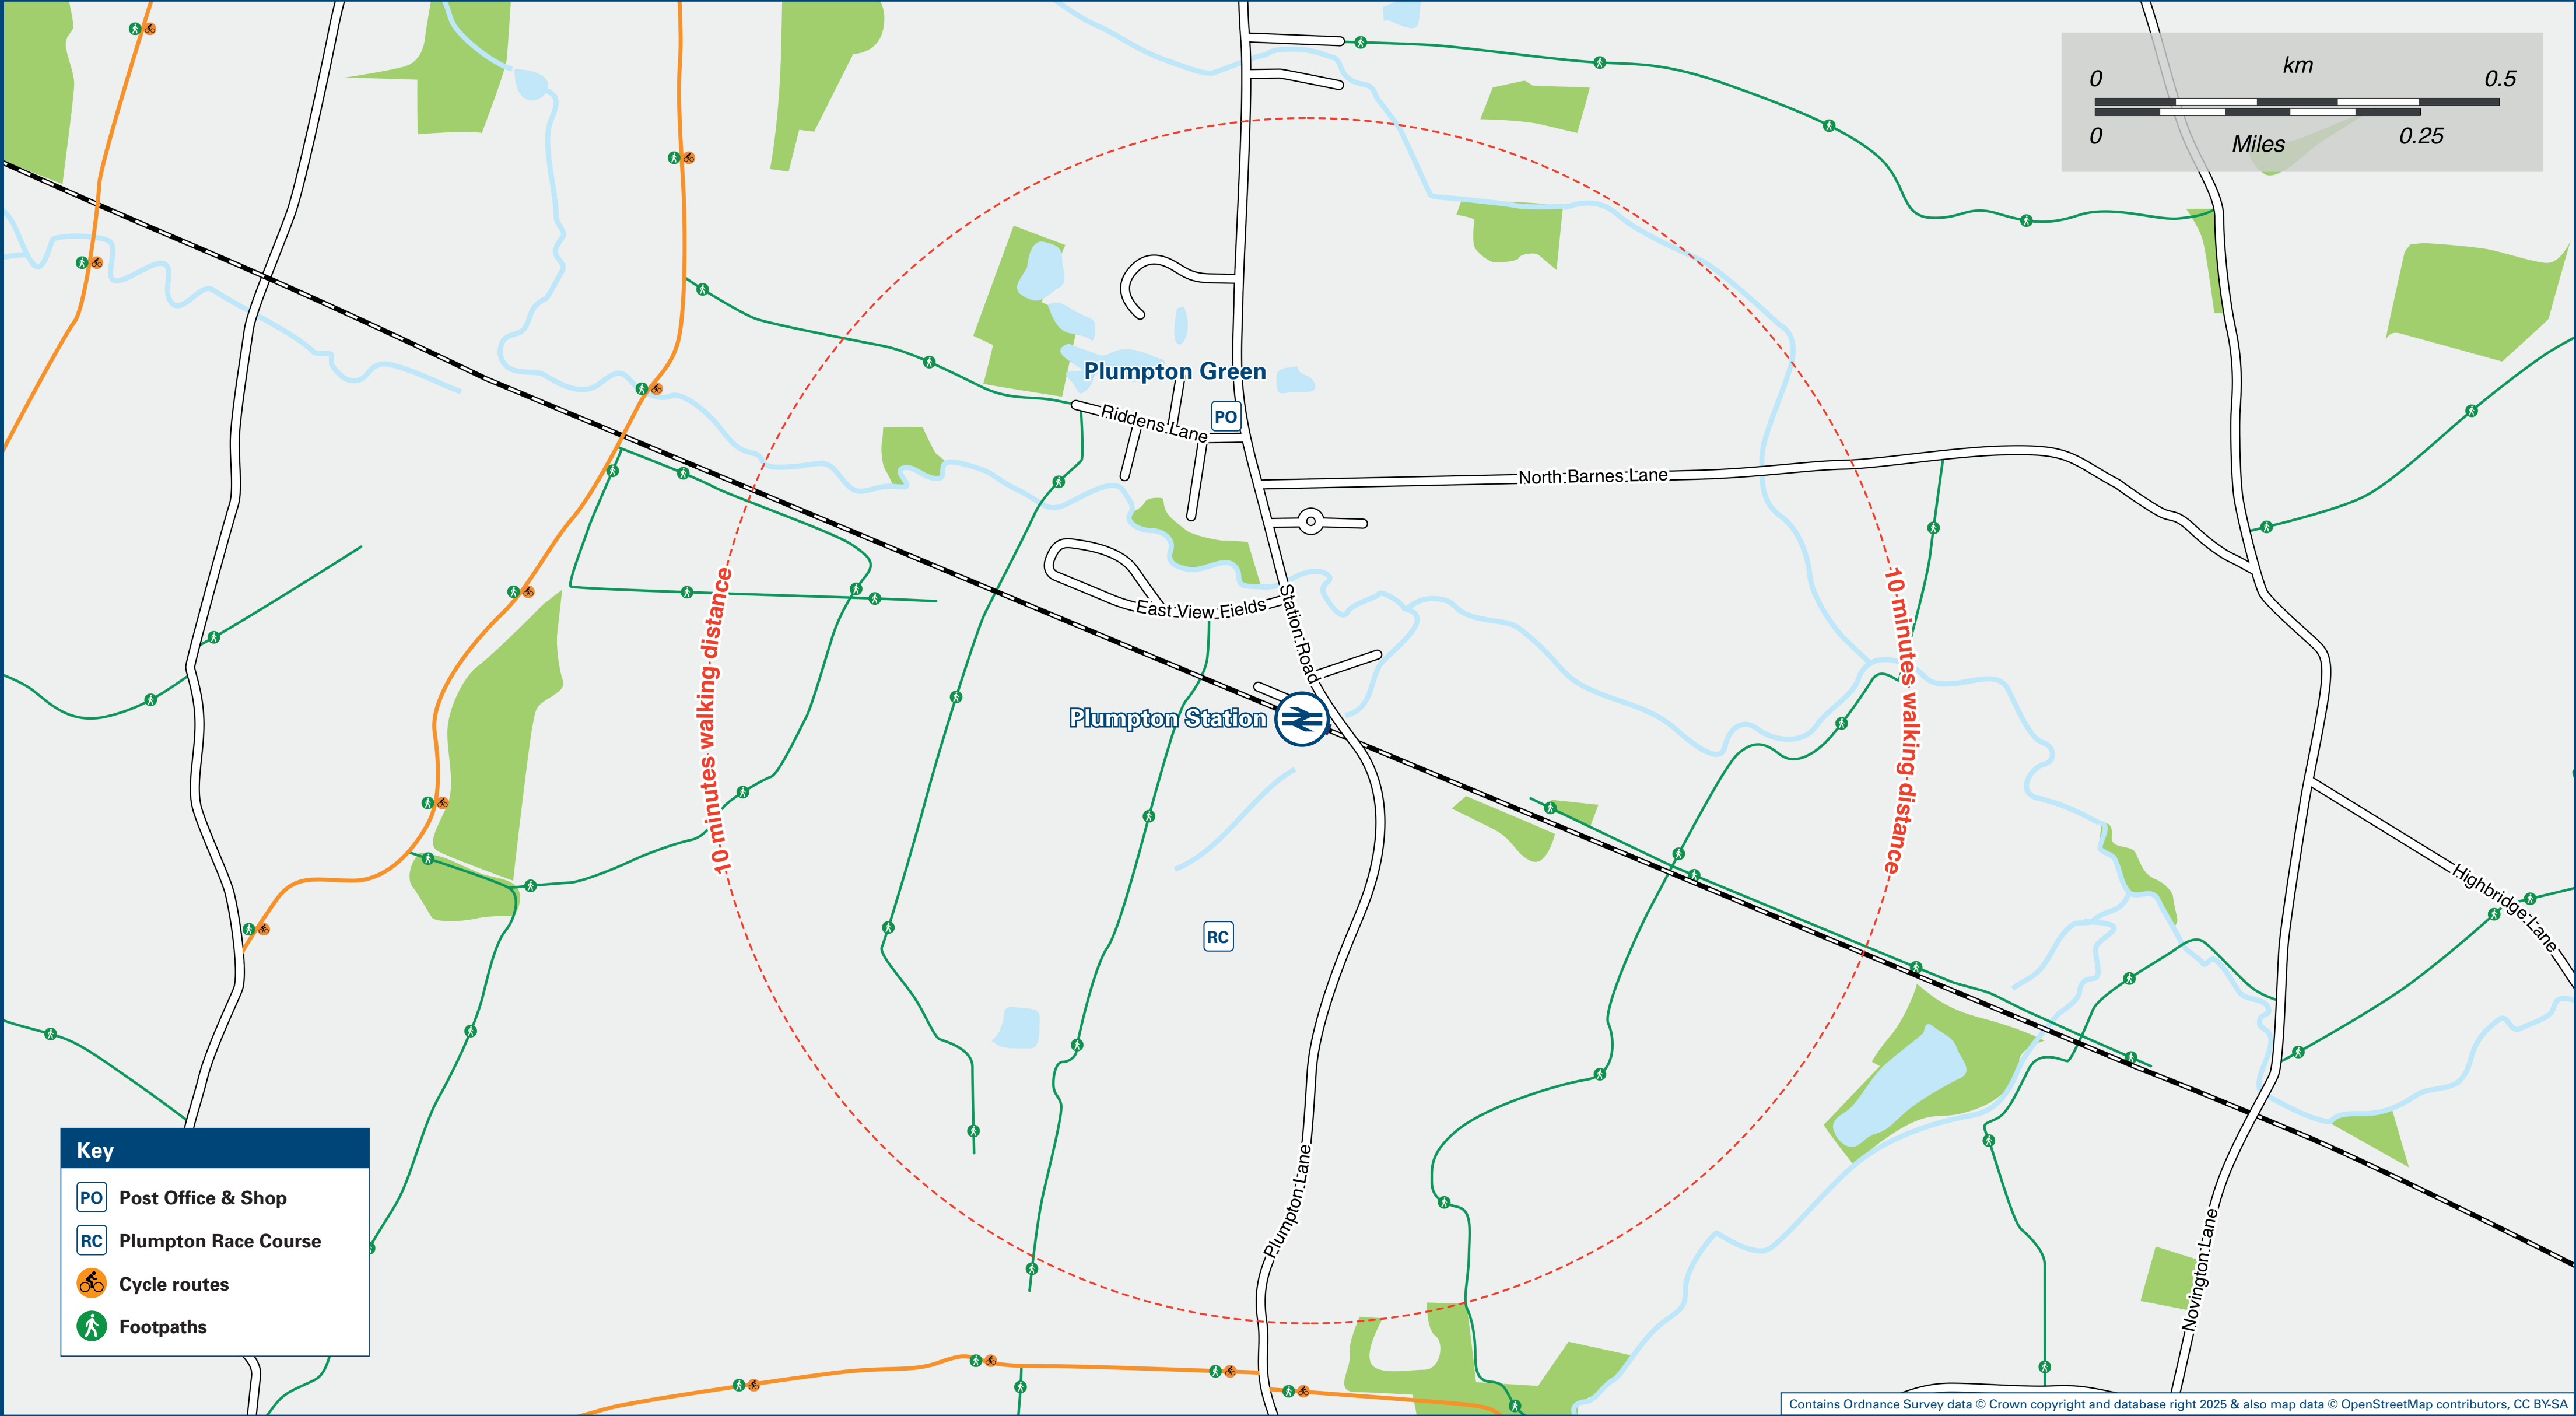 km
0 0.5
0 0.25
Miles
Plumpton Green
PO
Riddens Lane
North Barnes Lane
10 minutes walking distance
East View Fields
Station Road
10 minutes walking distance
Plumpton Station
Highbridge Lane
RC
Plumpton Lane
Novington Lane
Key
PO Post Office & Shop
RC Plumpton Race Course
Cycle routes
Footpaths
Contains Ordnance Survey data © Crown copyright and database right 2025 & also map data © OpenStreetMap contributors, CC BY-SA